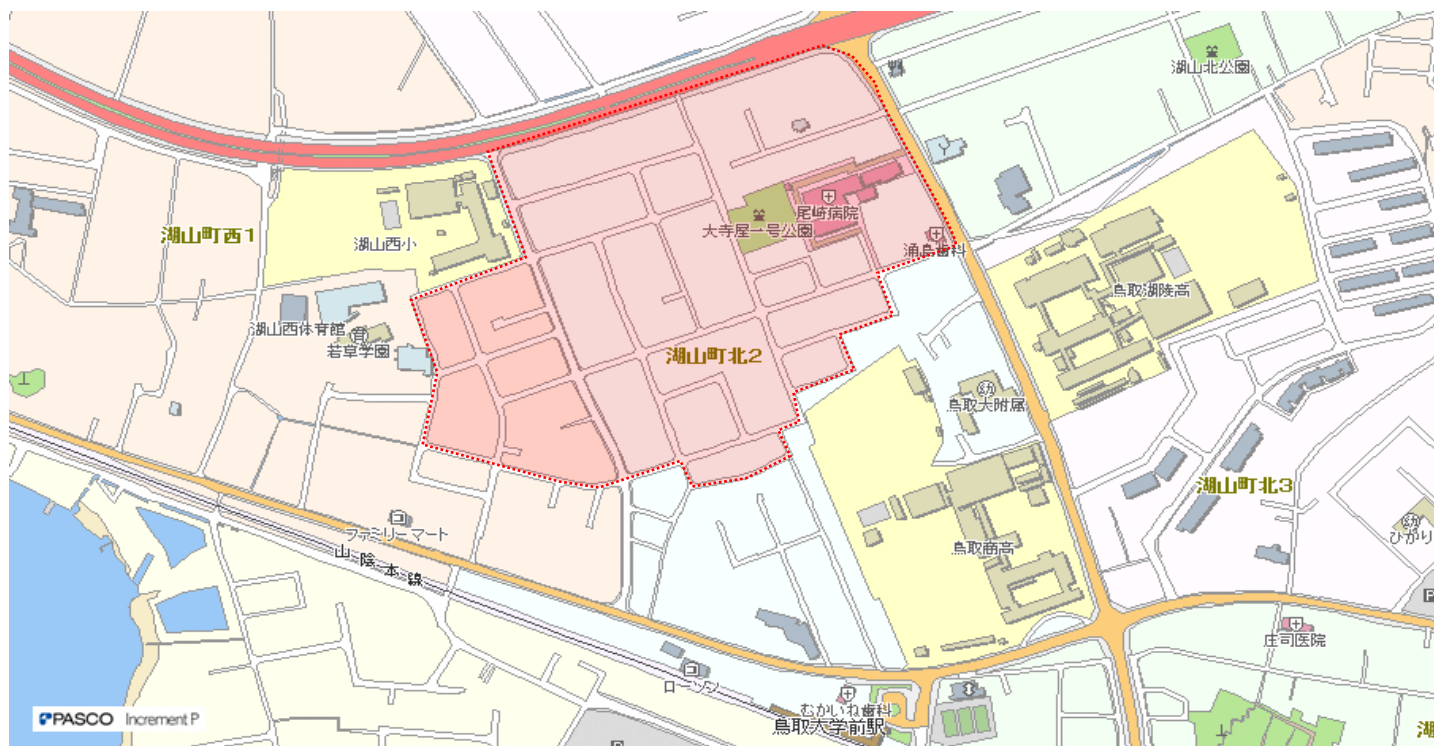 湖山北公園
尾崎病院
大寺屋一号公園
涌島歯科
湖山町西1
湖山西小
鳥取湖陵高
湖山西体育館
若草学園
湖山町北2
鳥取大附属
湖山町北3
ひかり
ファミリーマート
山陰本線
鳥取商高
庄司医院
ローソン
むかいね歯科
鳥取大学前駅
湖
PASCO Increment P
P
P